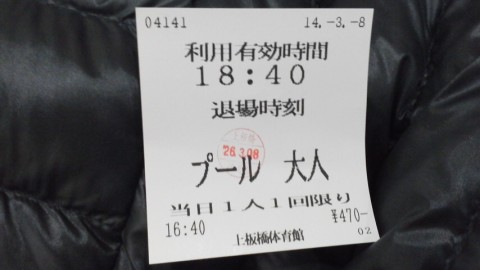 04141 14.-3.-8
利用有効時間
18:40
退場時刻
26.3.08
プール 大人
当日1人1回限り
16:40 ¥470-
上板橋体育館 02